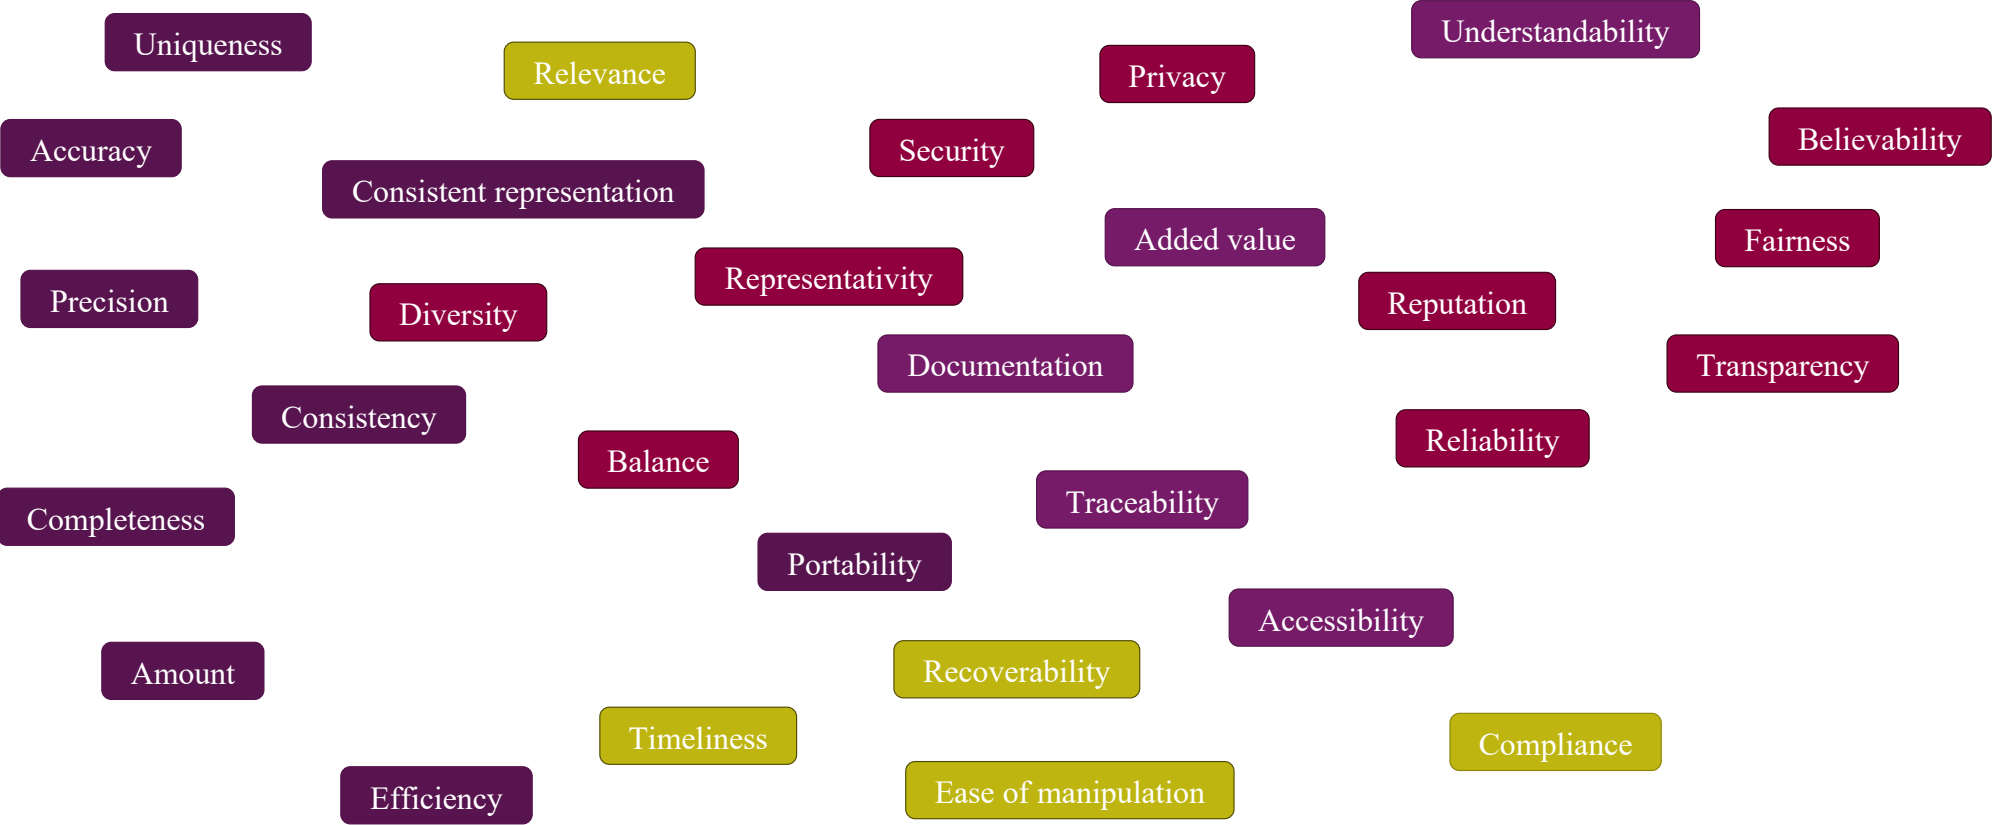 Uniqueness
Understandability
Relevance
Privacy
Accuracy
Security
Believability
Consistent representation
Added value
Fairness
Representativity
Precision
Diversity
Reputation
Documentation
Transparency
Consistency
Reliability
Balance
Traceability
Completeness
Portability
Accessibility
Recoverability
Amount
Timeliness
Compliance
Ease of manipulation
Efficiency